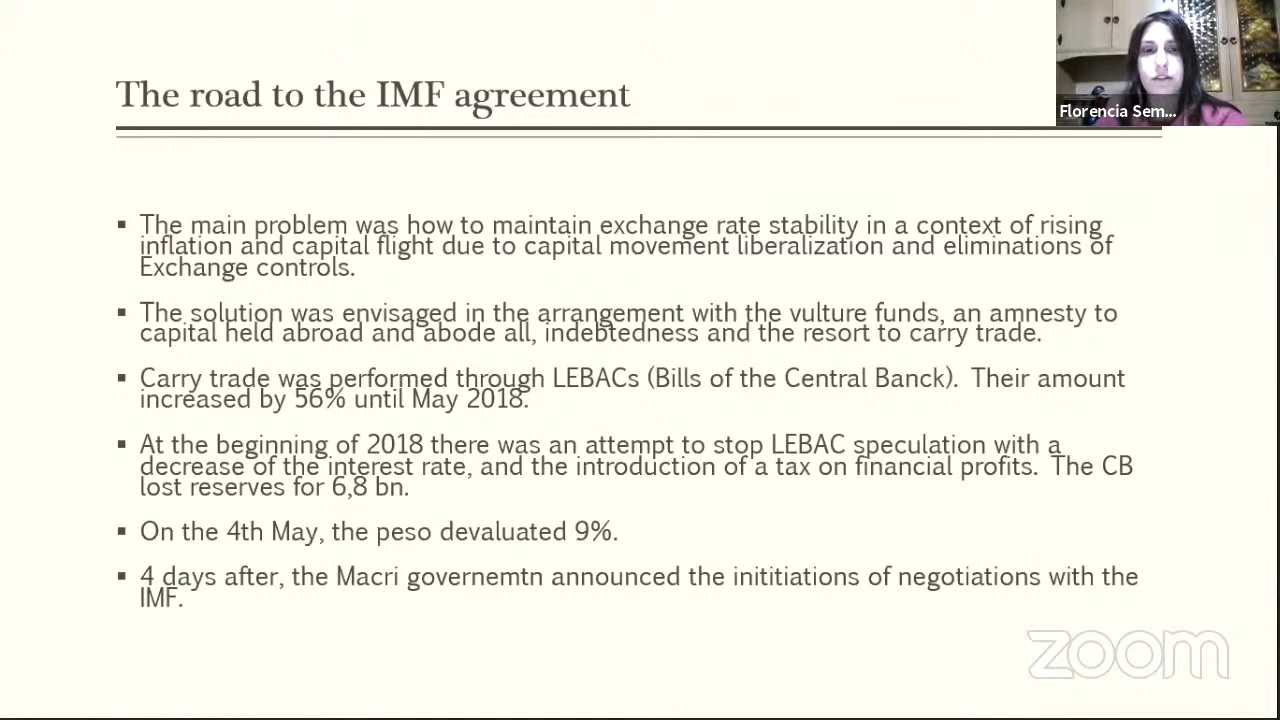 The road to the IMF agreement
Florencia Sem...
▪ The main problem was how to maintain exchange rate stability in a context of rising
inflation and capital flight due to capital movement liberalization and eliminations of
Exchange controls.
▪ The solution was envisaged in the arrangement with the vulture funds, an amnesty to
capital held abroad and abode all, indebtedness and the resort to carry trade.
▪ Carry trade was performed through LEBACs (Bills of the Central Banck). Their amount
increased by 56% until May 2018.
▪ At the beginning of 2018 there was an attempt to stop LEBAC speculation with a
decrease of the interest rate, and the introduction of a tax on financial profits. The CB
lost reserves for 6,8 bn.
▪ On the 4th May, the peso devaluated 9%.
▪ 4 days after, the Macri governemtn announced the inititiations of negotiations with the
IMF.
zoom